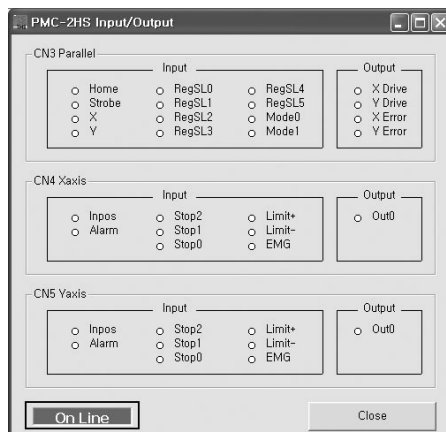 PMC-2HS Input/Output
CN3 Parallel
Input
Output
Home RegSL0 RegSL4 X Drive
Strobe RegSL1 RegSL5 Y Drive
X RegSL2 Mode0 X Error
Y RegSL3 Mode1 Y Error
CN4 Xaxis
Input
Output
Inpos Stop2 Limit+ Out0
Alarm Stop1 Limit-
Stop0 EMG
CN5 Yaxis
Input
Output
Inpos Stop2 Limit+ Out0
Alarm Stop1 Limit-
Stop0 EMG
On Line
Close